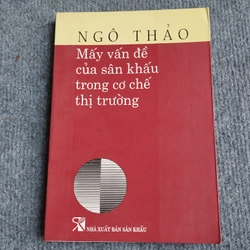 NGÔ THẢO
Mấy vấn đề
của sân khấu
trong cơ chế
thị trường
NHÀ XUẤT BẢN SÂN KHẤU